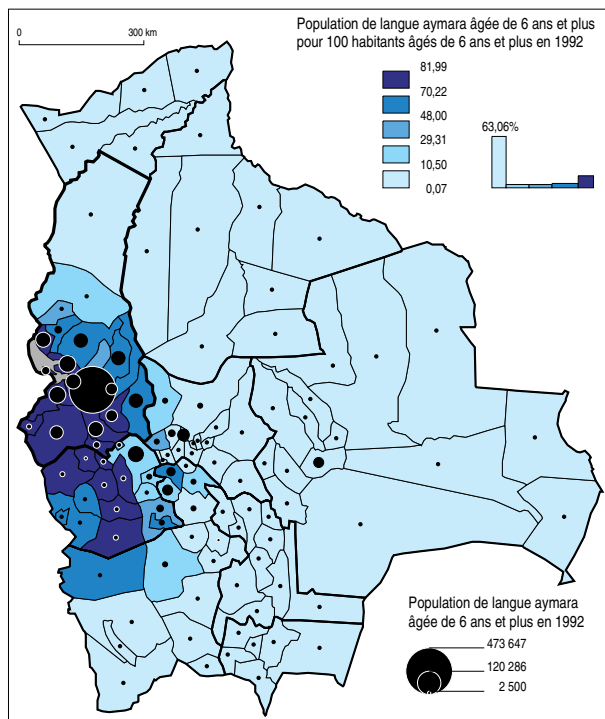 Population de langue aymara âgée de 6 ans et plus
pour 100 habitants âgés de 6 ans et plus en 1992
0 300 km
81,99
70,22
48,00
29,31
10,50
0,07
63,06%
Population de langue aymara
âgée de 6 ans et plus en 1992
473 647
120 286
2 500